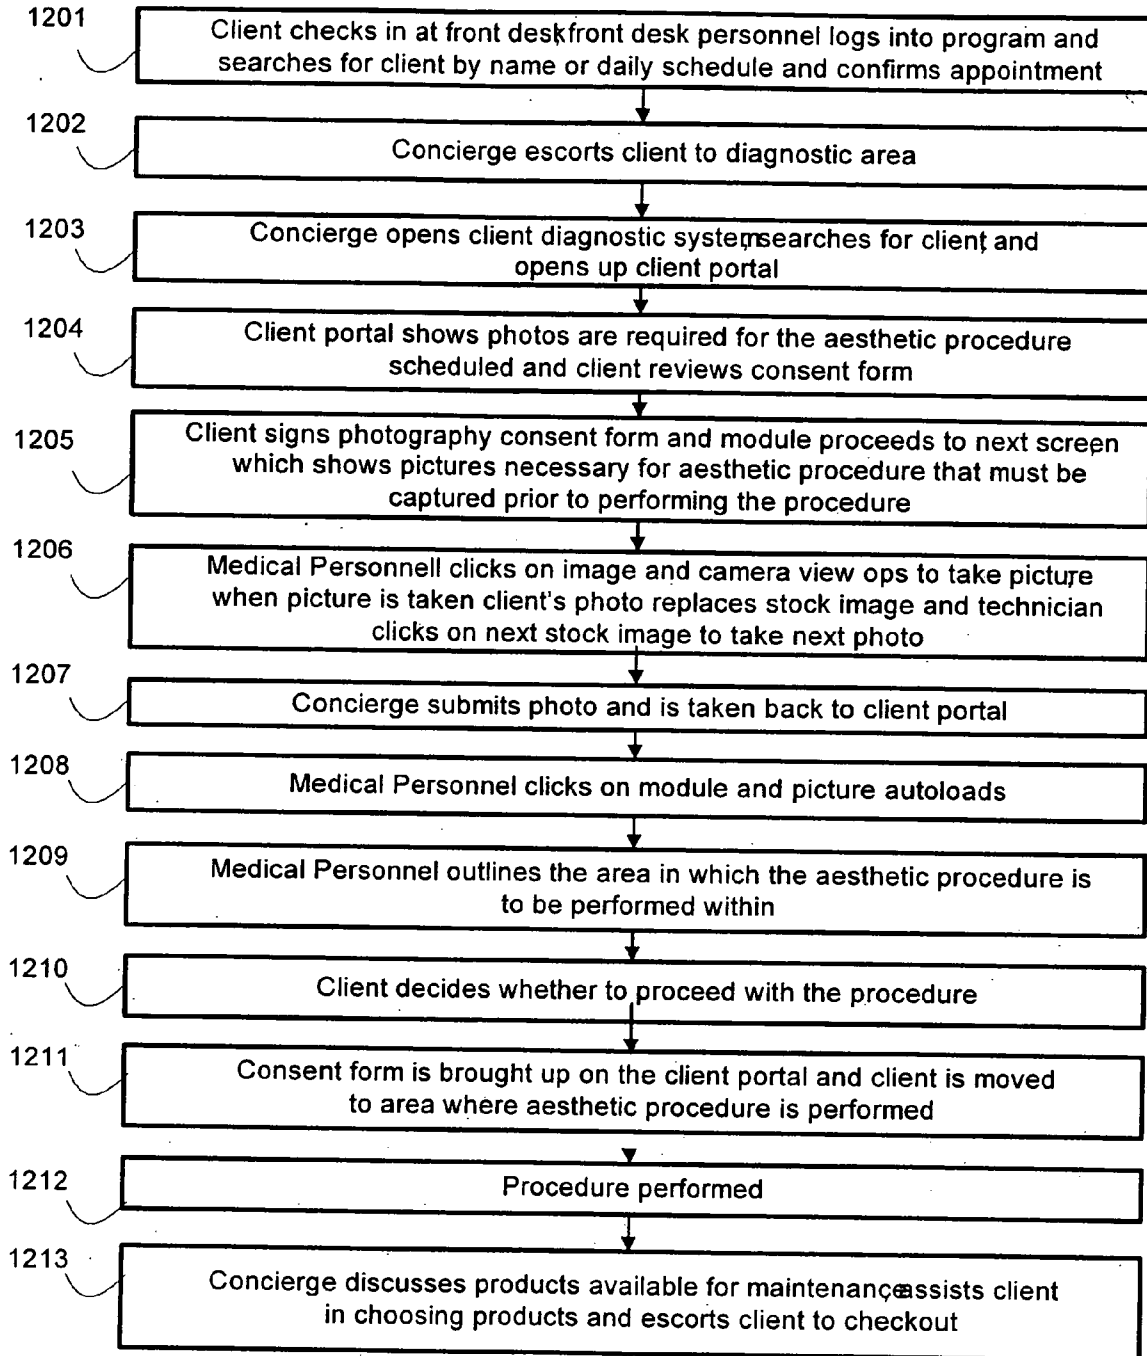 1201
Client checks in at front desk, front desk personnel logs into program and
searches for client by name or daily schedule and confirms appointment
1202
Concierge escorts client to diagnostic area
1203
Concierge opens client diagnostic system, searches for client, and
opens up client portal
1204
Client portal shows photos are required for the aesthetic procedure
scheduled and client reviews consent form
1205
Client signs photography consent form and module proceeds to next screen,
which shows pictures necessary for aesthetic procedure that must be
captured prior to performing the procedure
1206
Medical Personnell clicks on image and camera view ops to take picture,
when picture is taken client's photo replaces stock image and technician
clicks on next stock image to take next photo
1207
Concierge submits photo and is taken back to client portal
1208
Medical Personnel clicks on module and picture autoloads
1209
Medical Personnel outlines the area in which the aesthetic procedure is
to be performed within
1210
Client decides whether to proceed with the procedure
1211
Consent form is brought up on the client portal and client is moved
to area where aesthetic procedure is performed
1212
Procedure performed
1213
Concierge discusses products available for maintenance, assists client
in choosing products and escorts client to checkout